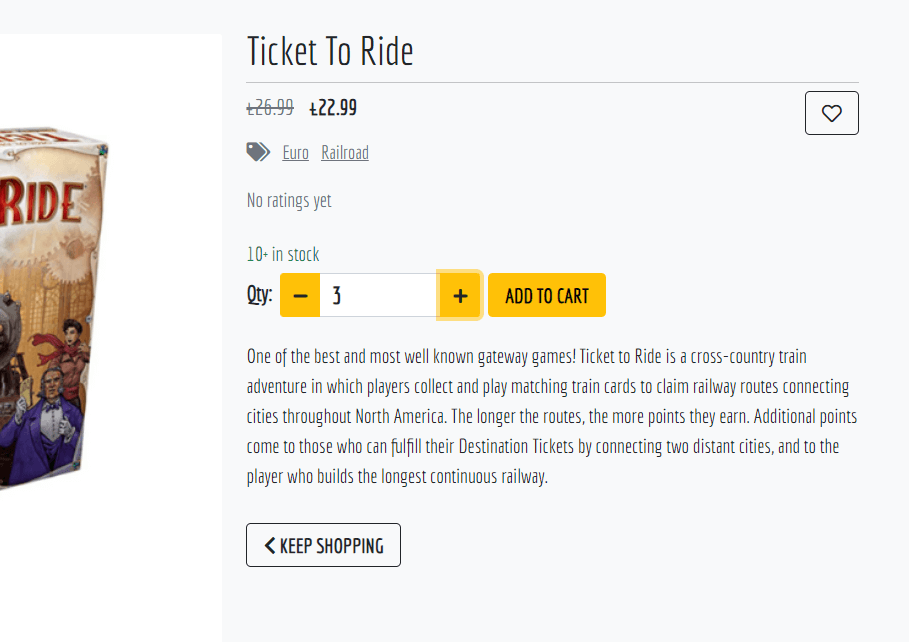 Ticket To Ride
£26.99 £22.99
Euro Railroad
No ratings yet
10+ in stock
Qty: − 3 + ADD TO CART
One of the best and most well known gateway games! Ticket to Ride is a cross-country train
adventure in which players collect and play matching train cards to claim railway routes connecting
cities throughout North America. The longer the routes, the more points they earn. Additional points
come to those who can fulfill their Destination Tickets by connecting two distant cities, and to the
player who builds the longest continuous railway.
KEEP SHOPPING
RIDE